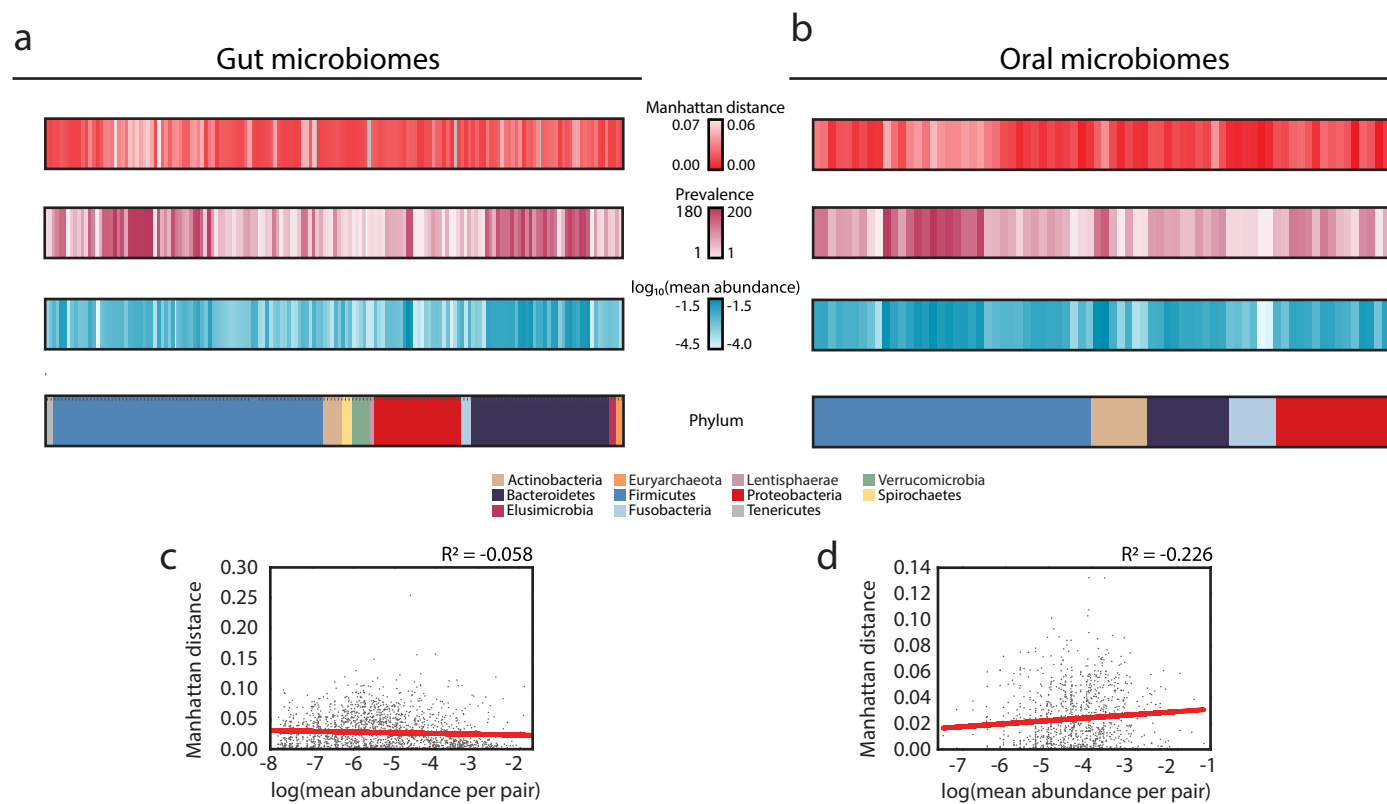 a
Gut microbiomes
b
Oral microbiomes
Manhattan distance
0.07 0.06
0.00 0.00
Prevalence
180 200
1 1
log₁₀(mean abundance)
-1.5 -1.5
-4.5 -4.0
Phylum
Actinobacteria Euryarchaeota Lentisphaerae Verrucomicrobia
Bacteroidetes Firmicutes Proteobacteria Spirochaetes
Elusimicrobia Fusobacteria Tenericutes
c
R² = -0.058
Manhattan distance
0.30
0.25
0.20
0.15
0.10
0.05
0.00
-8 -7 -6 -5 -4 -3 -2
log(mean abundance per pair)
d
R² = -0.226
Manhattan distance
0.14
0.12
0.10
0.08
0.06
0.04
0.02
0.00
-7 -6 -5 -4 -3 -2 -1
log(mean abundance per pair)